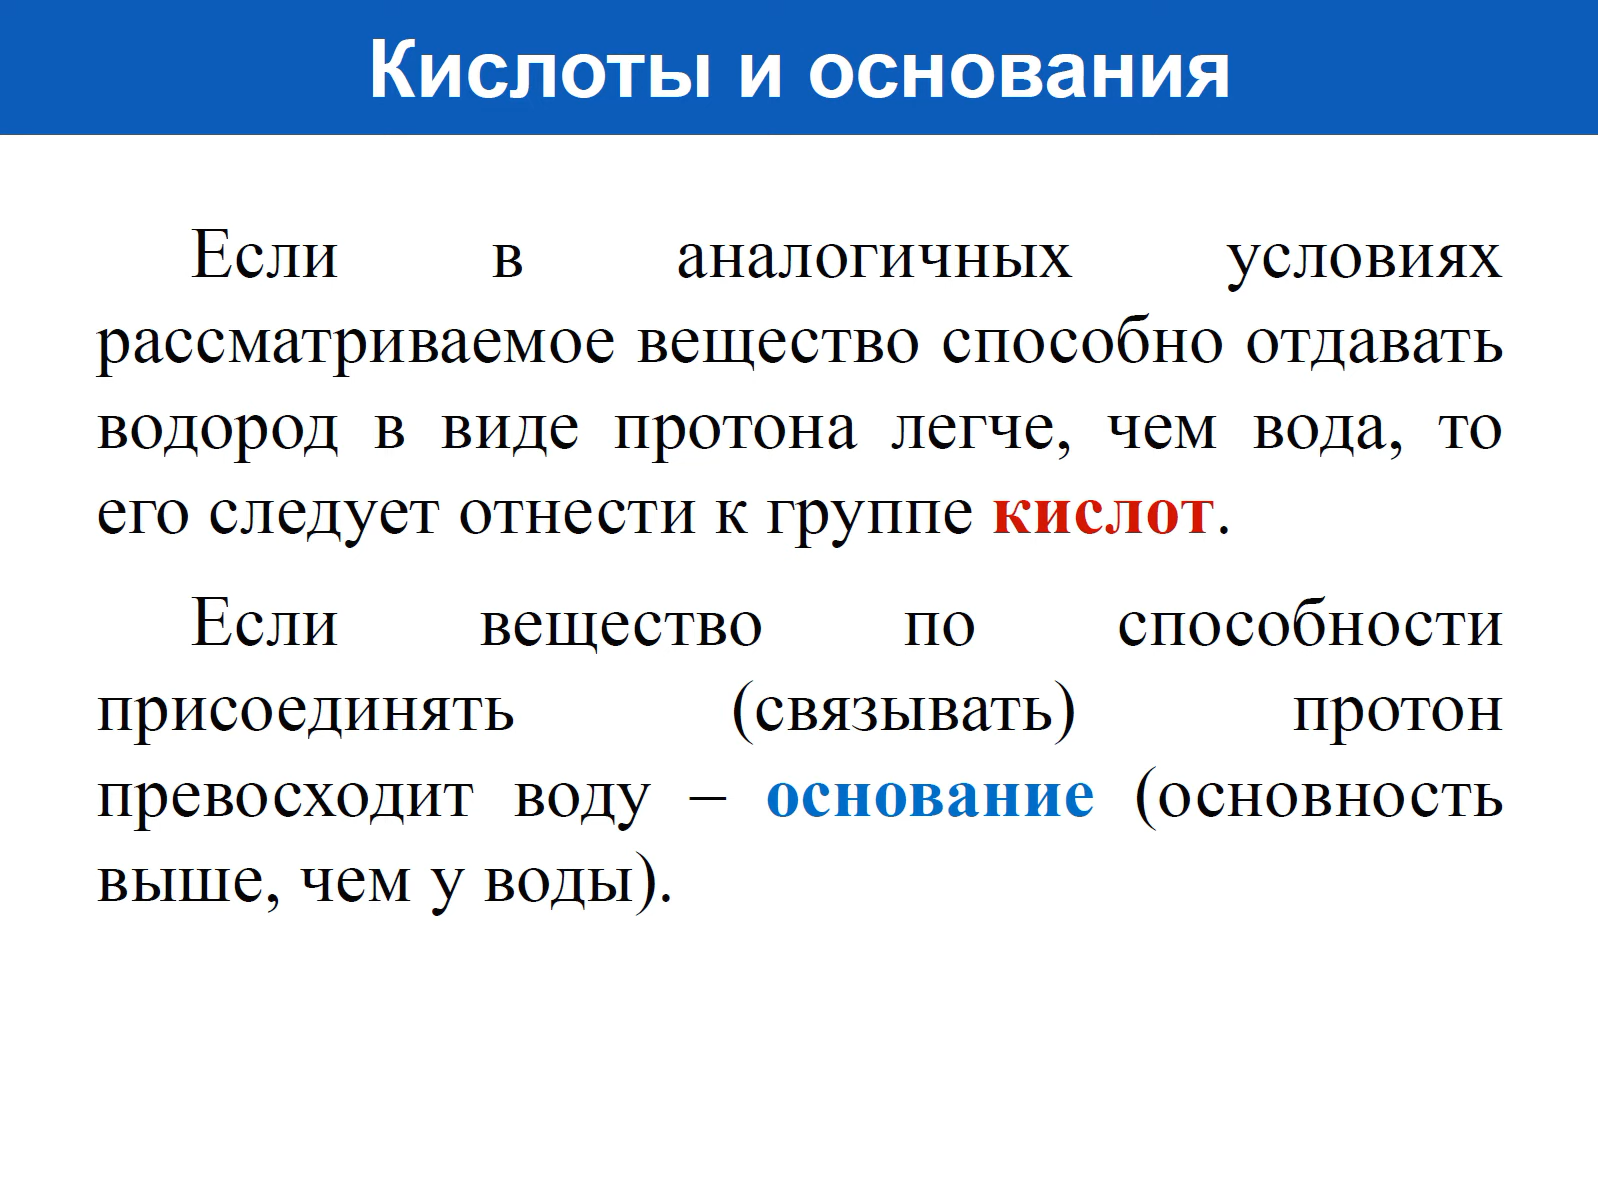 Кислоты и основания
Если в аналогичных условиях
рассматриваемое вещество способно отдавать
водород в виде протона легче, чем вода, то
его следует отнести к группе кислот.
Если вещество по способности
присоединять (связывать) протон
превосходит воду – основание (основность
выше, чем у воды).